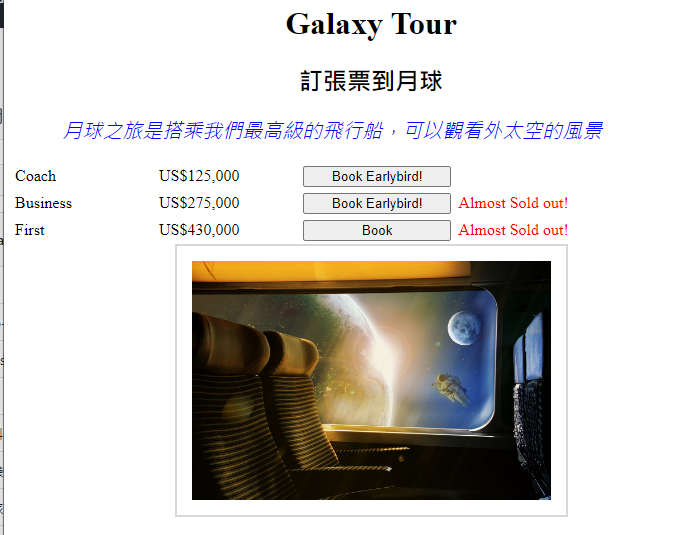 Galaxy Tour
訂張票到月球
月球之旅是搭乘我們最高級的飛行船，可以觀看外太空的風景
Coach US$125,000 Book Earlybird!
Business US$275,000 Book Earlybird! Almost Sold out!
First US$430,000 Book Almost Sold out!